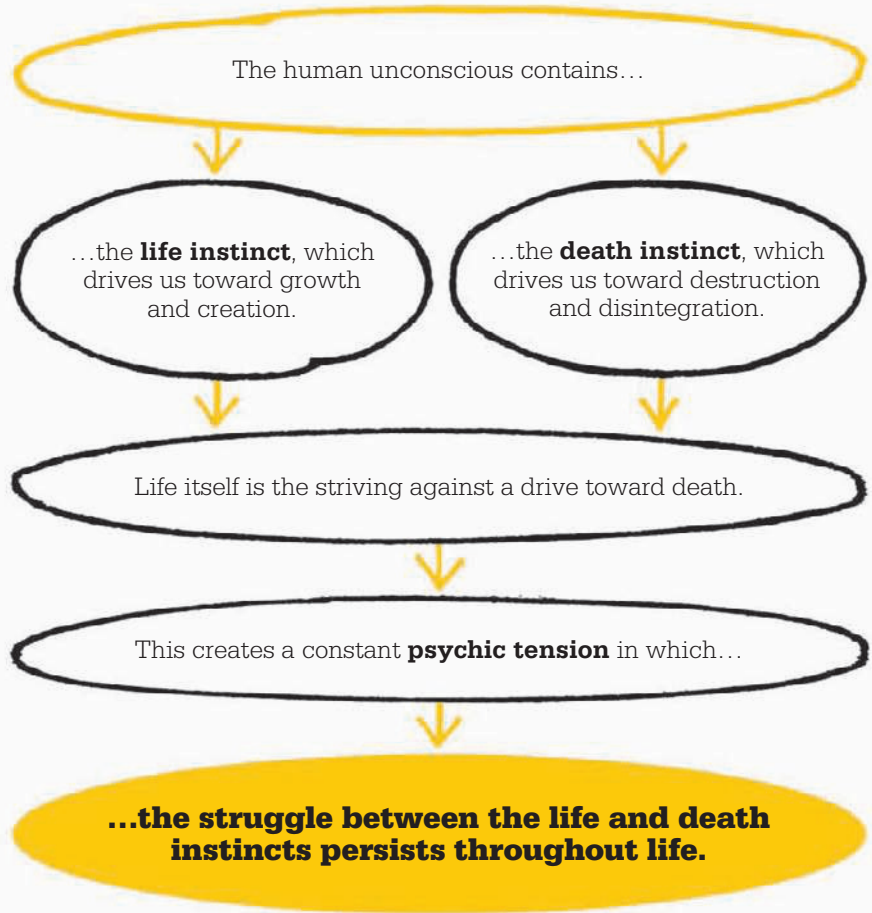 The human unconscious contains…
…the life instinct, which
drives us toward growth
and creation.
…the death instinct, which
drives us toward destruction
and disintegration.
Life itself is the striving against a drive toward death.
This creates a constant psychic tension in which…
…the struggle between the life and death
instincts persists throughout life.